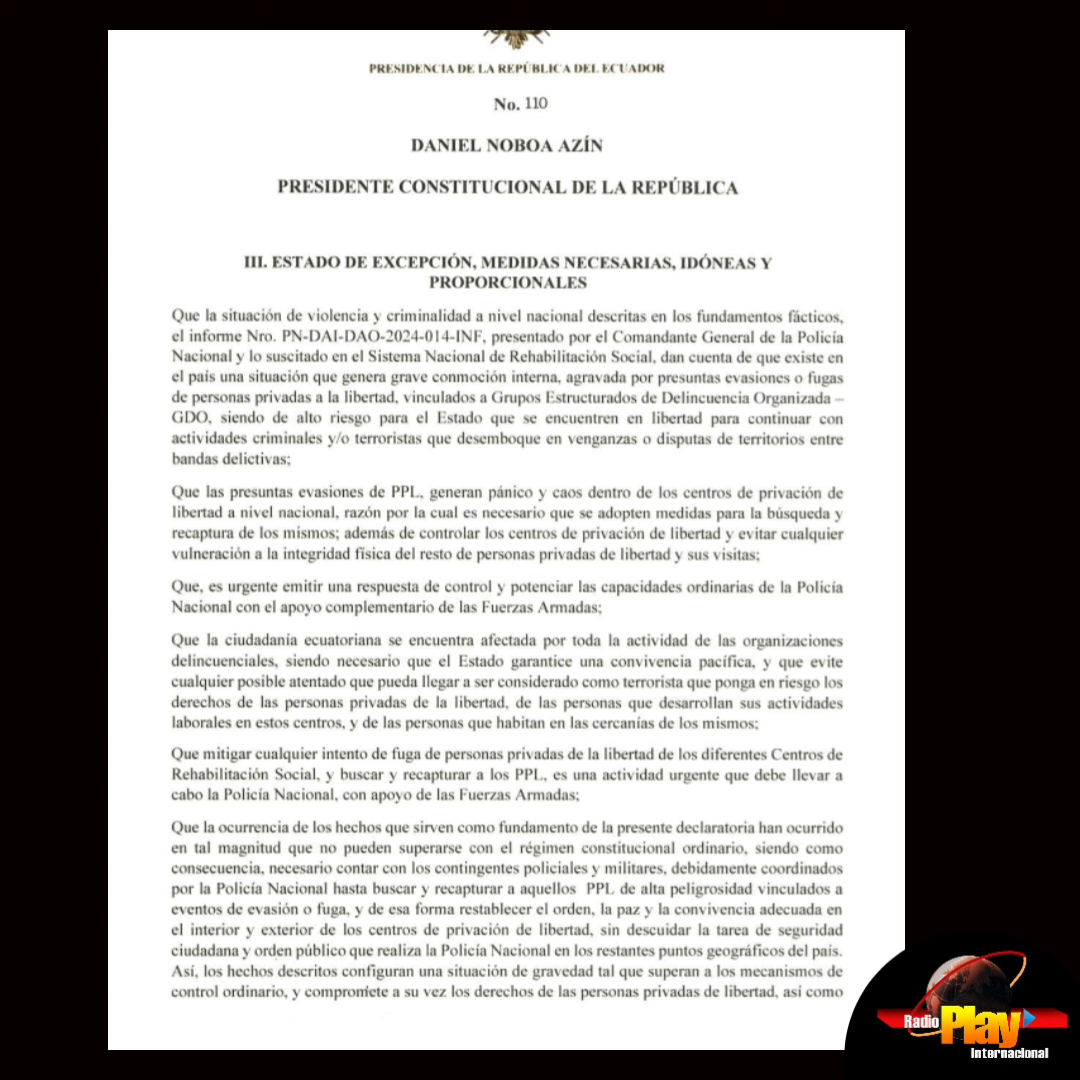 PRESIDENCIA DE LA REPÚBLICA DEL ECUADOR
No. 110
DANIEL NOBOA AZÍN
PRESIDENTE CONSTITUCIONAL DE LA REPÚBLICA
III. ESTADO DE EXCEPCIÓN, MEDIDAS NECESARIAS, IDÓNEAS Y
PROPORCIONALES
Que la situación de violencia y criminalidad a nivel nacional descritas en los fundamentos fácticos,
el informe Nro. PN-DAI-DAO-2024-014-INF, presentado por el Comandante General de la Policía
Nacional y lo suscitado en el Sistema Nacional de Rehabilitación Social, dan cuenta de que existe en
el país una situación que genera grave conmoción interna, agravada por presuntas evasiones o fugas
de personas privadas a la libertad, vinculados a Grupos Estructurados de Delincuencia Organizada –
GDO, siendo de alto riesgo para el Estado que se encuentren en libertad para continuar con
actividades criminales y/o terroristas que desemboque en venganzas o disputas de territorios entre
bandas delictivas;
Que las presuntas evasiones de PPL, generan pánico y caos dentro de los centros de privación de
libertad a nivel nacional, razón por la cual es necesario que se adopten medidas para la búsqueda y
recaptura de los mismos; además de controlar los centros de privación de libertad y evitar cualquier
vulneración a la integridad física del resto de personas privadas de libertad y sus visitas;
Que, es urgente emitir una respuesta de control y potenciar las capacidades ordinarias de la Policía
Nacional con el apoyo complementario de las Fuerzas Armadas;
Que la ciudadanía ecuatoriana se encuentra afectada por toda la actividad de las organizaciones
delincuenciales, siendo necesario que el Estado garantice una convivencia pacífica, y que evite
cualquier posible atentado que pueda llegar a ser considerado como terrorista que ponga en riesgo los
derechos de las personas privadas de la libertad, de las personas que desarrollan sus actividades
laborales en estos centros, y de las personas que habitan en las cercanías de los mismos;
Que mitigar cualquier intento de fuga de personas privadas de la libertad de los diferentes Centros de
Rehabilitación Social, y buscar y recapturar a los PPL, es una actividad urgente que debe llevar a
cabo la Policía Nacional, con apoyo de las Fuerzas Armadas;
Que la ocurrencia de los hechos que sirven como fundamento de la presente declaratoria han ocurrido
en tal magnitud que no pueden superarse con el régimen constitucional ordinario, siendo como
consecuencia, necesario contar con los contingentes policiales y militares, debidamente coordinados
por la Policía Nacional hasta buscar y recapturar a aquellos PPL de alta peligrosidad vinculados a
eventos de evasión o fuga, y de esa forma restablecer el orden, la paz y la convivencia adecuada en
el interior y exterior de los centros de privación de libertad, sin descuidar la tarea de seguridad
ciudadana y orden público que realiza la Policía Nacional en los restantes puntos geográficos del país.
Así, los hechos descritos configuran una situación de gravedad tal que superan a los mecanismos de
control ordinario, y compromete a su vez los derechos de las personas privadas de libertad, así como
Radio Play
Internacional